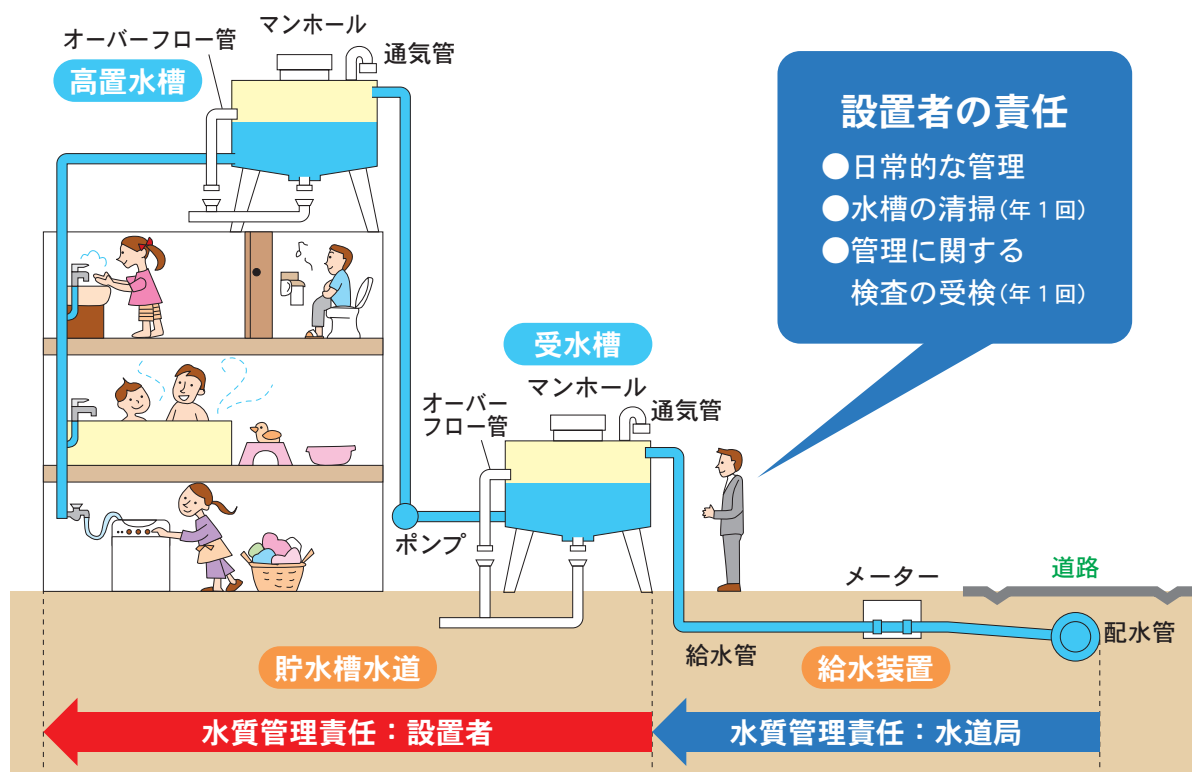 マンホール
オーバーフロー管
通気管
高置水槽
設置者の責任
●日常的な管理
●水槽の清掃(年1回)
●管理に関する
検査の受検(年1回)
受水槽
マンホール
オーバー
フロー管
通気管
ポンプ
メーター
道路
配水管
給水管
貯水槽水道
給水装置
水質管理責任：設置者
水質管理責任：水道局